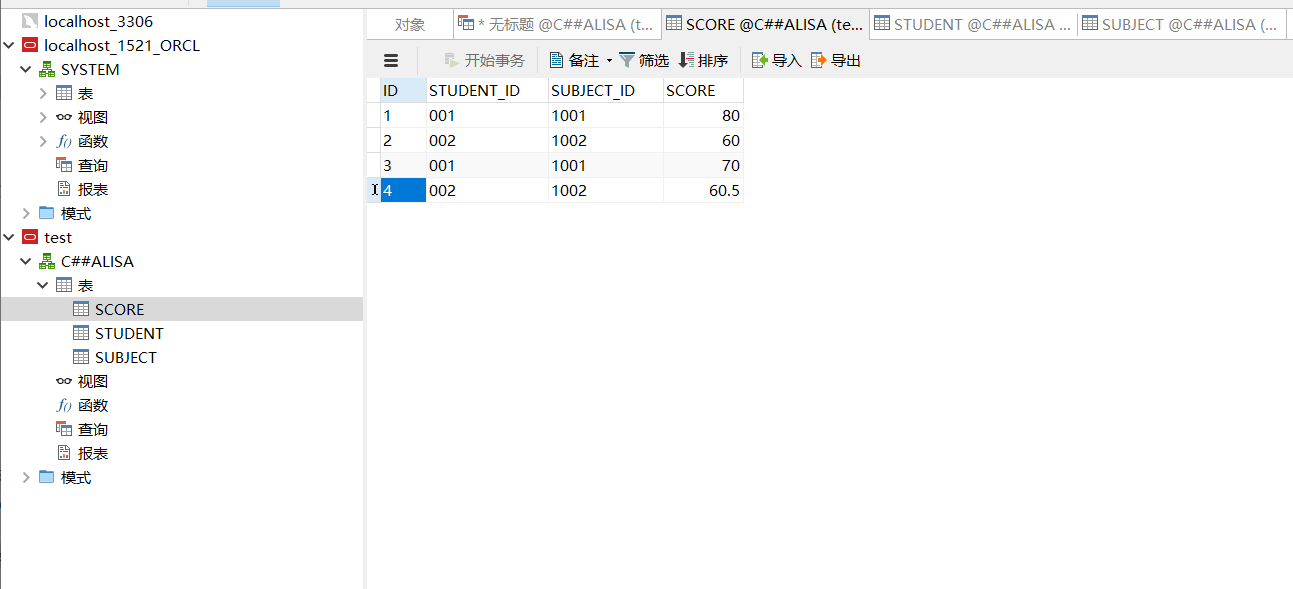 localhost_3306
localhost_1521_ORCL
SYSTEM
表
视图
函数
查询
报表
模式
test
C##ALISA
表
SCORE
STUDENT
SUBJECT
视图
函数
查询
报表
模式
对象
* 无标题 @C##ALISA (t...
SCORE @C##ALISA (te...
STUDENT @C##ALISA ...
SUBJECT @C##ALISA (...
开始事务
备注
筛选
排序
导入
导出
ID STUDENT_ID SUBJECT_ID SCORE
1 001 1001 80
2 002 1002 60
3 001 1001 70
4 002 1002 60.5